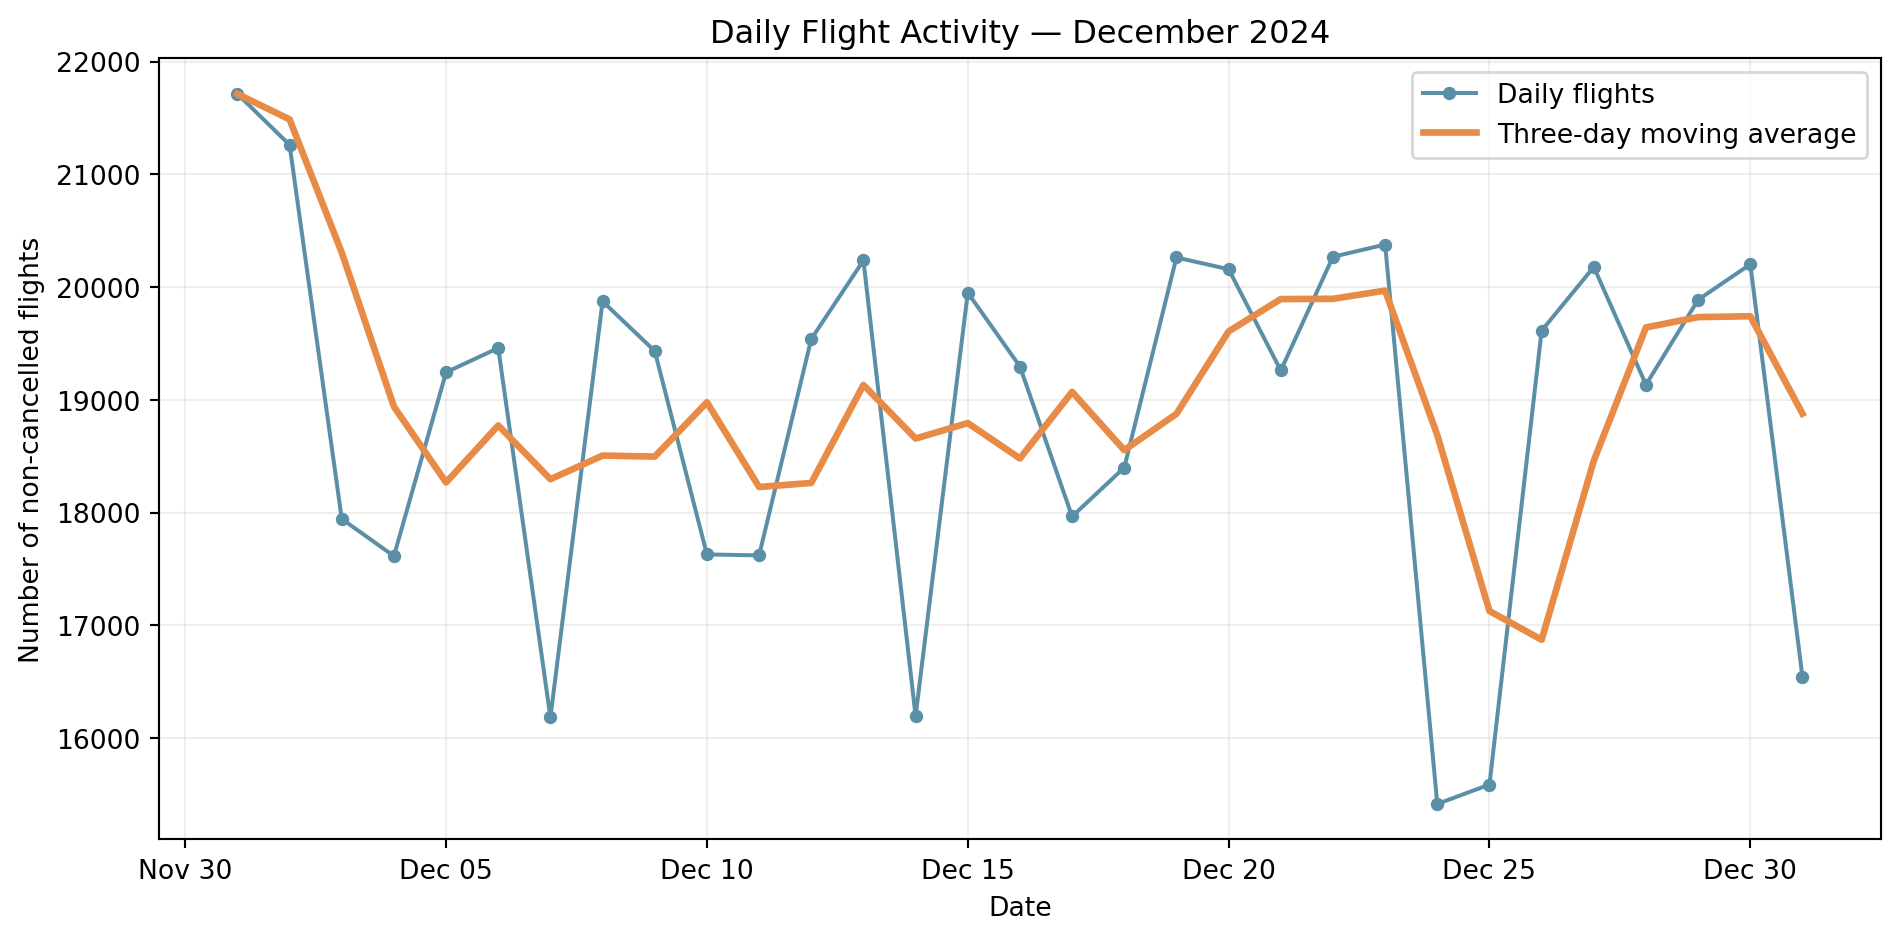 Daily Flight Activity — December 2024
Daily flights
Three-day moving average
Number of non-cancelled flights
22000
21000
20000
19000
18000
17000
16000
Nov 30 Dec 05 Dec 10 Dec 15 Dec 20 Dec 25 Dec 30
Date